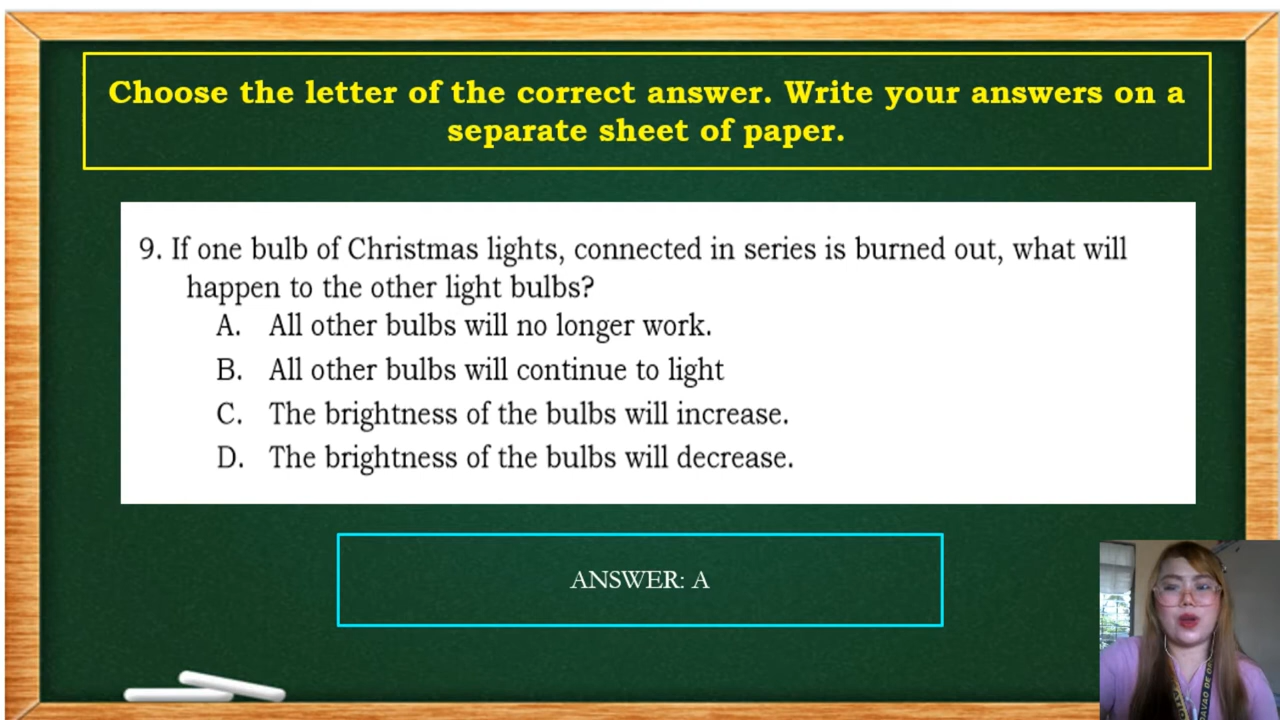 Choose the letter of the correct answer. Write your answers on a
separate sheet of paper.
9. If one bulb of Christmas lights, connected in series is burned out, what will
happen to the other light bulbs?
A. All other bulbs will no longer work.
B. All other bulbs will continue to light
C. The brightness of the bulbs will increase.
D. The brightness of the bulbs will decrease.
ANSWER: A